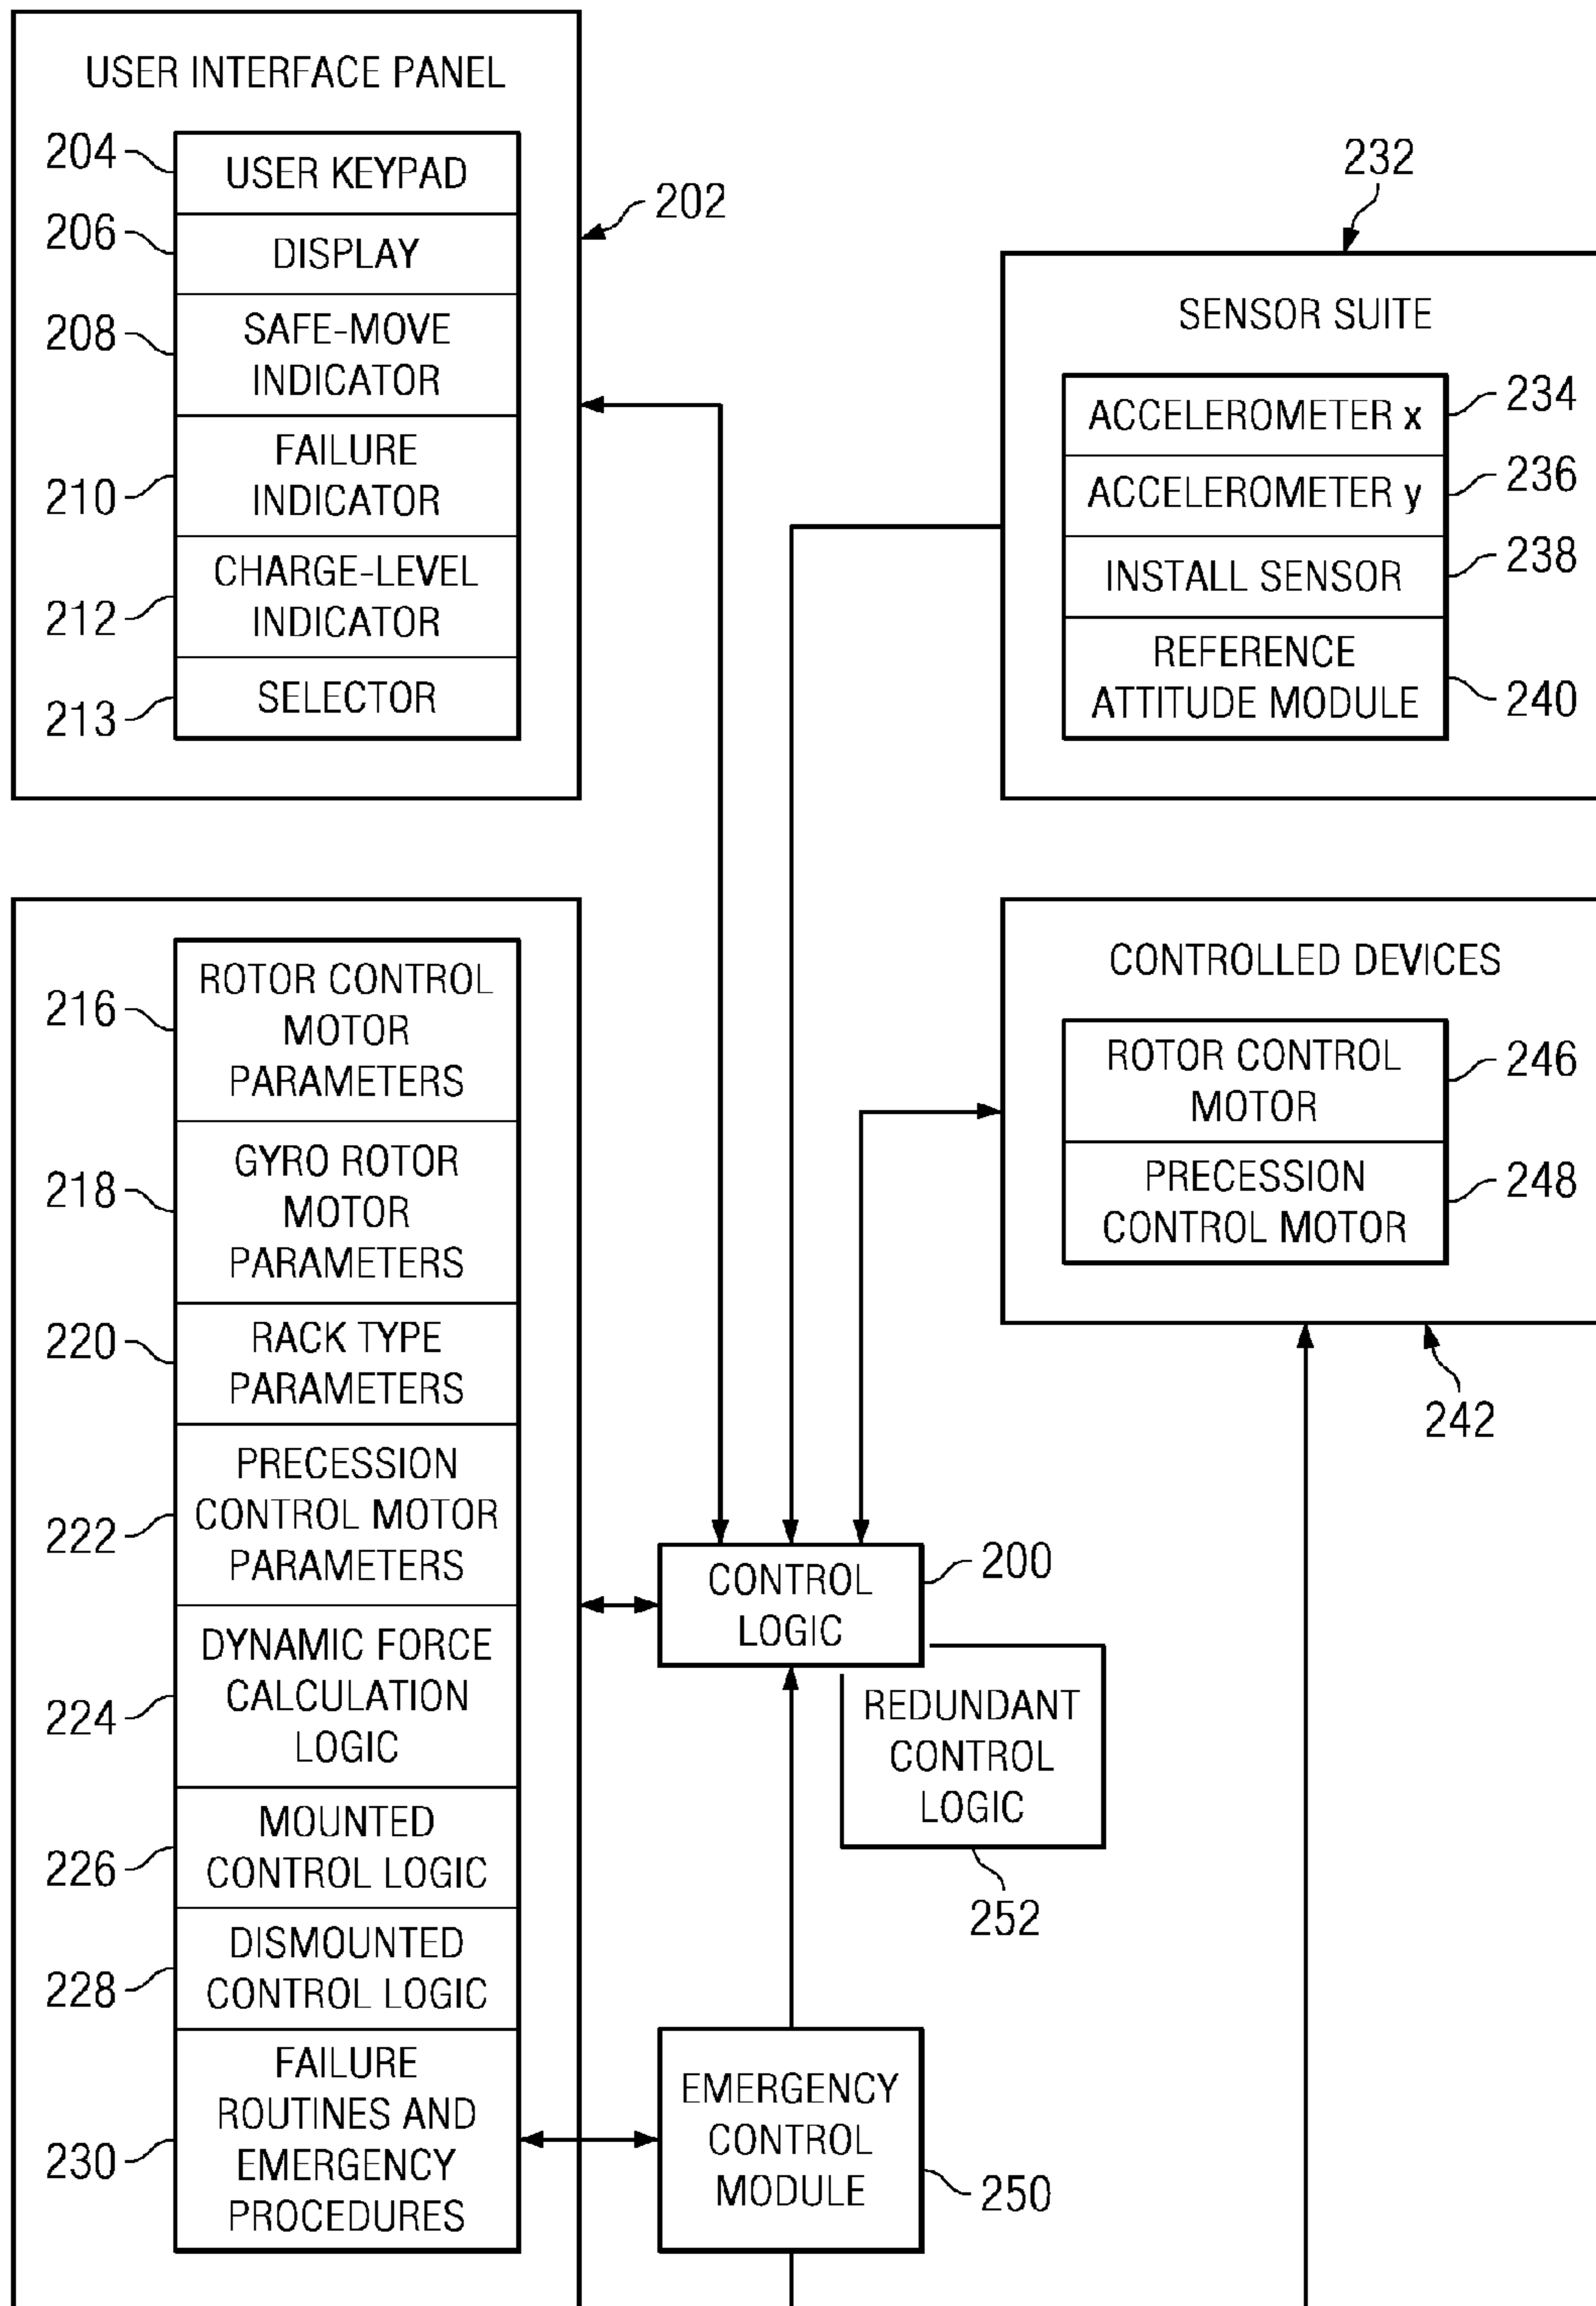 USER INTERFACE PANEL
204
USER KEYPAD
206
DISPLAY
208
SAFE-MOVE
INDICATOR
210
FAILURE
INDICATOR
212
CHARGE-LEVEL
INDICATOR
213
SELECTOR
202
232
SENSOR SUITE
ACCELEROMETER x
234
ACCELEROMETER y
236
INSTALL SENSOR
238
REFERENCE
ATTITUDE MODULE
240
216
ROTOR CONTROL
MOTOR
PARAMETERS
218
GYRO ROTOR
MOTOR
PARAMETERS
220
RACK TYPE
PARAMETERS
222
PRECESSION
CONTROL MOTOR
PARAMETERS
224
DYNAMIC FORCE
CALCULATION
LOGIC
226
MOUNTED
CONTROL LOGIC
228
DISMOUNTED
CONTROL LOGIC
230
FAILURE
ROUTINES AND
EMERGENCY
PROCEDURES
CONTROLLED DEVICES
ROTOR CONTROL
MOTOR
246
PRECESSION
CONTROL MOTOR
248
242
CONTROL
LOGIC
200
REDUNDANT
CONTROL
LOGIC
252
EMERGENCY
CONTROL
MODULE
250